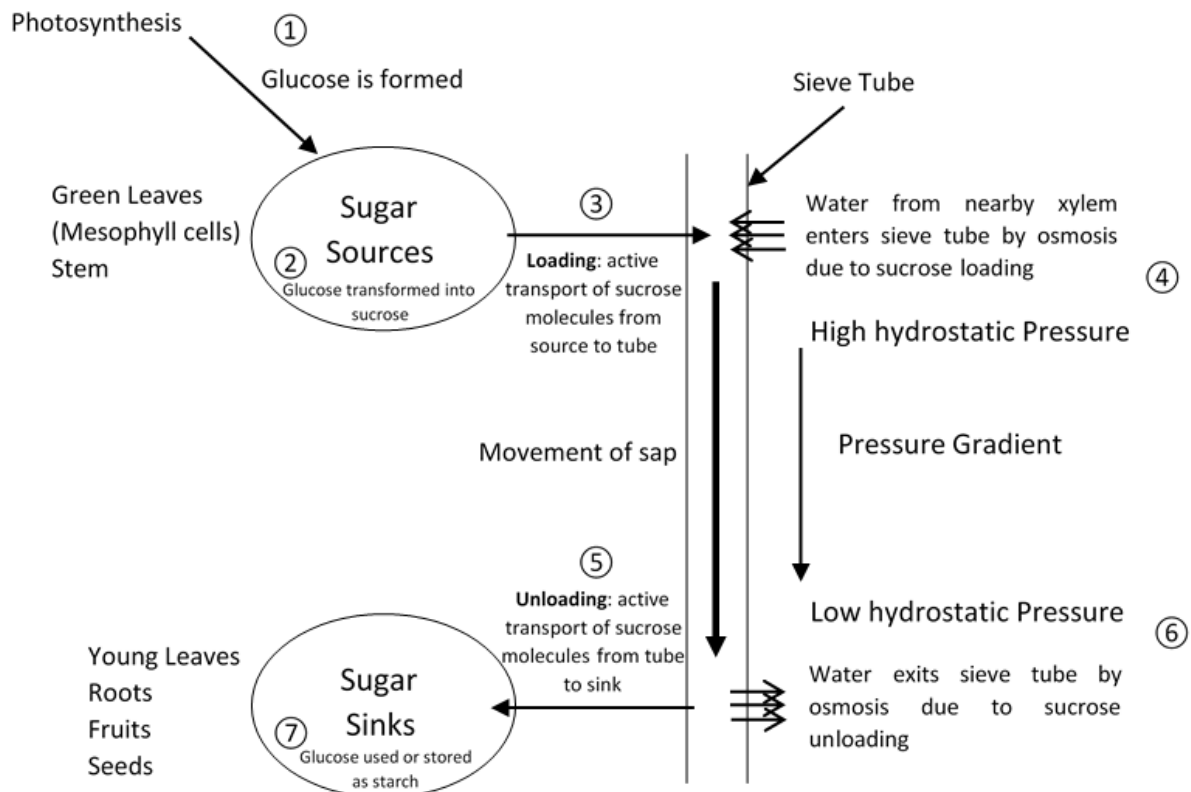 Photosynthesis
①
Glucose is formed
Sieve Tube
Green Leaves
(Mesophyll cells)
Stem
Sugar
Sources
②
Glucose transformed into
sucrose
③
Loading: active
transport of sucrose
molecules from
source to tube
Water from nearby xylem
enters sieve tube by osmosis
due to sucrose loading
④
High hydrostatic Pressure
Movement of sap
Pressure Gradient
⑤
Unloading: active
transport of sucrose
molecules from tube
to sink
Low hydrostatic Pressure
⑥
Water exits sieve tube by
osmosis due to sucrose
unloading
Young Leaves
Roots
Fruits
Seeds
Sugar
Sinks
⑦
Glucose used or stored
as starch